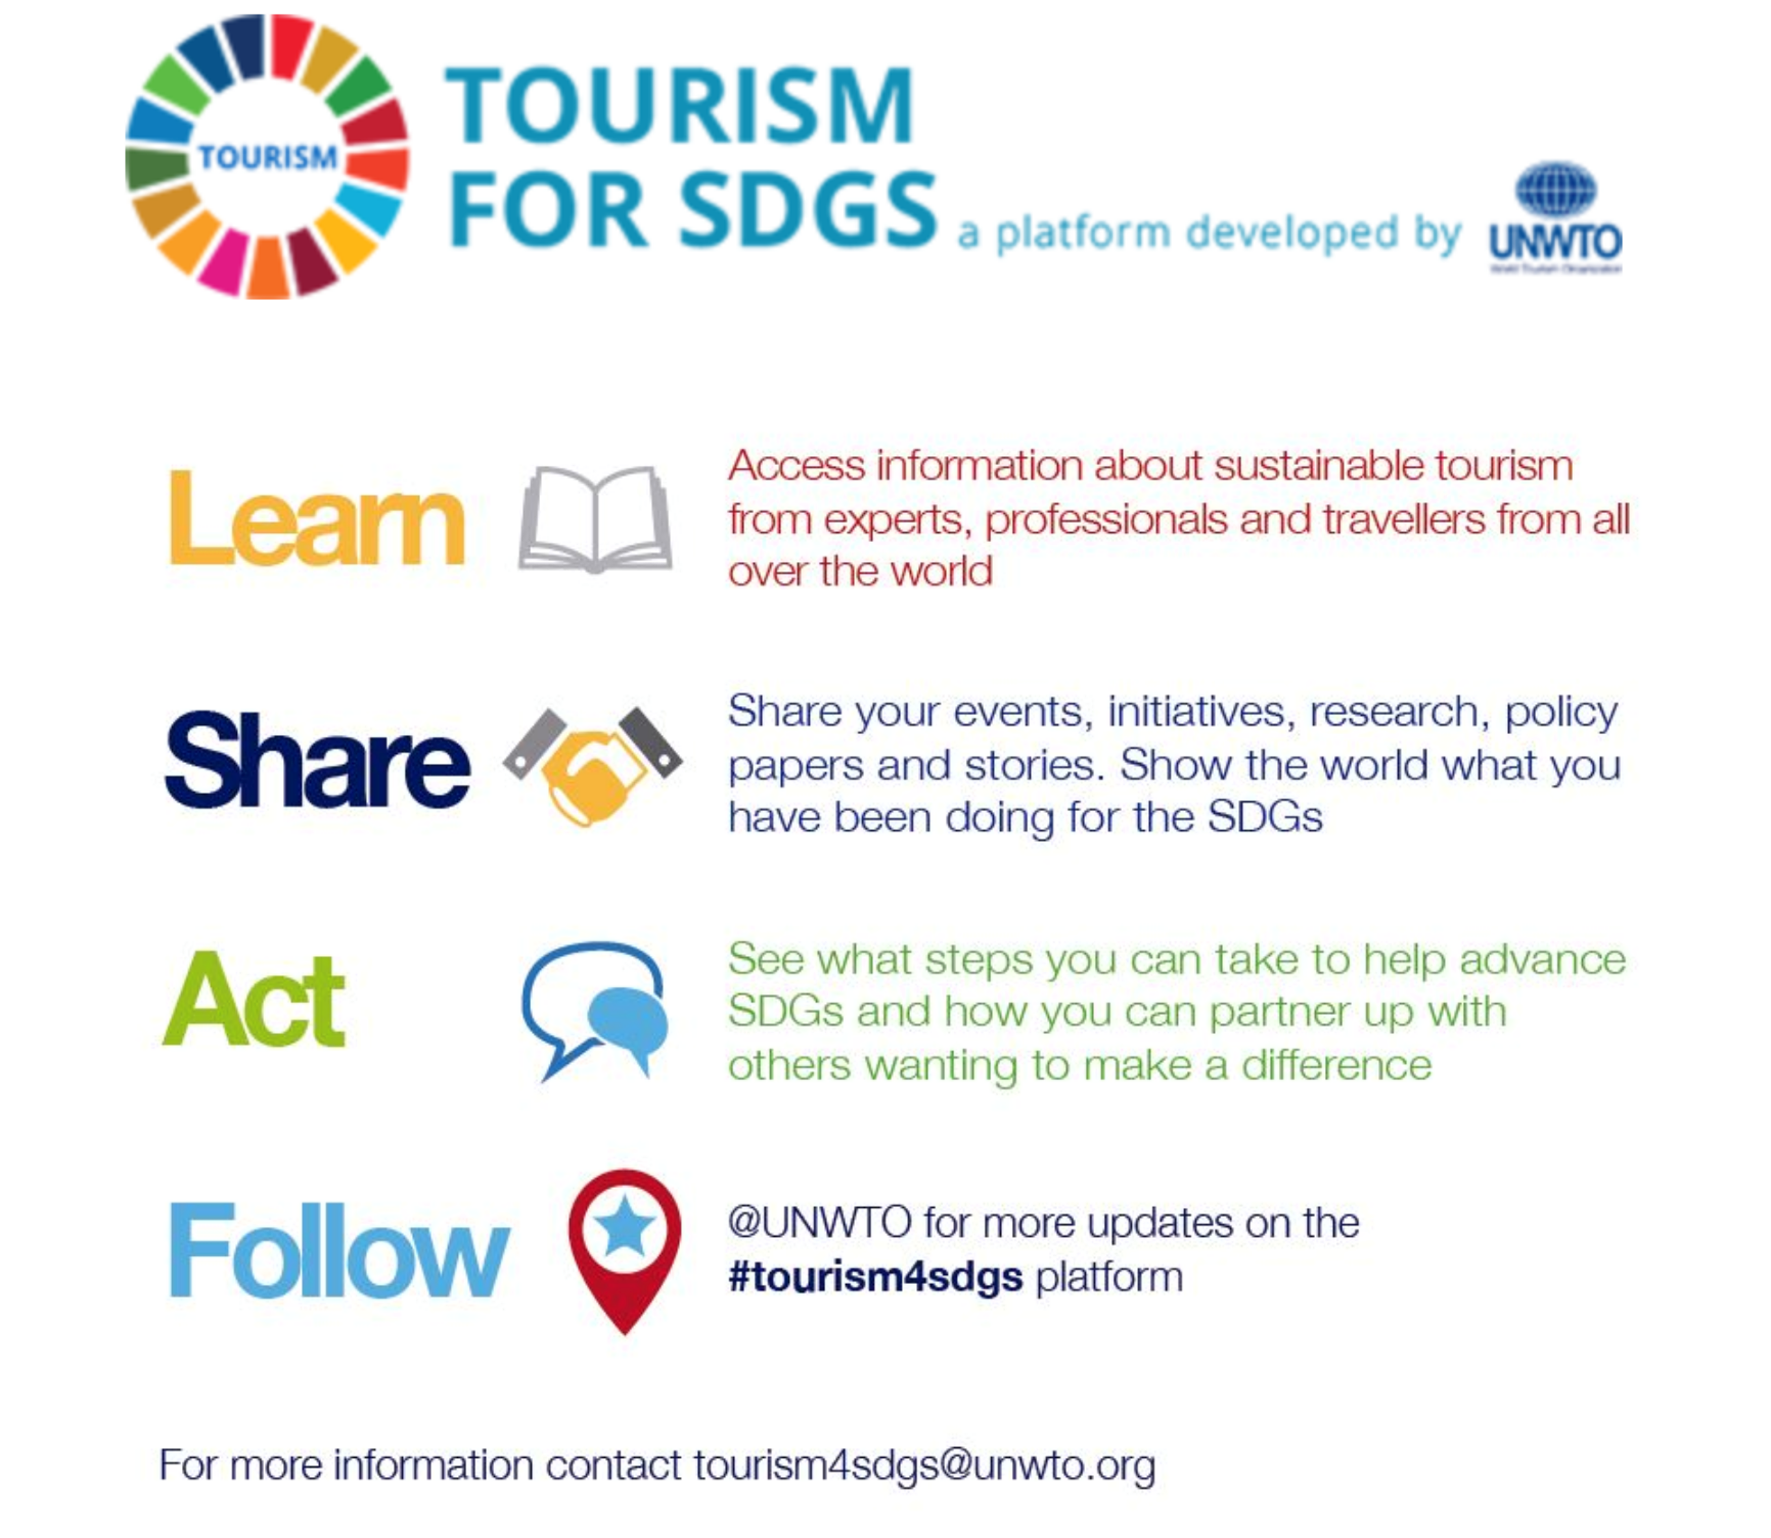 TOURISM
TOURISM
FOR SDGS a platform developed by
UNWTO
World Tourism Organization
Learn
Access information about sustainable tourism
from experts, professionals and travellers from all
over the world
Share
Share your events, initiatives, research, policy
papers and stories. Show the world what you
have been doing for the SDGs
Act
See what steps you can take to help advance
SDGs and how you can partner up with
others wanting to make a difference
Follow
@UNWTO for more updates on the
#tourism4sdgs platform
For more information contact tourism4sdgs@unwto.org